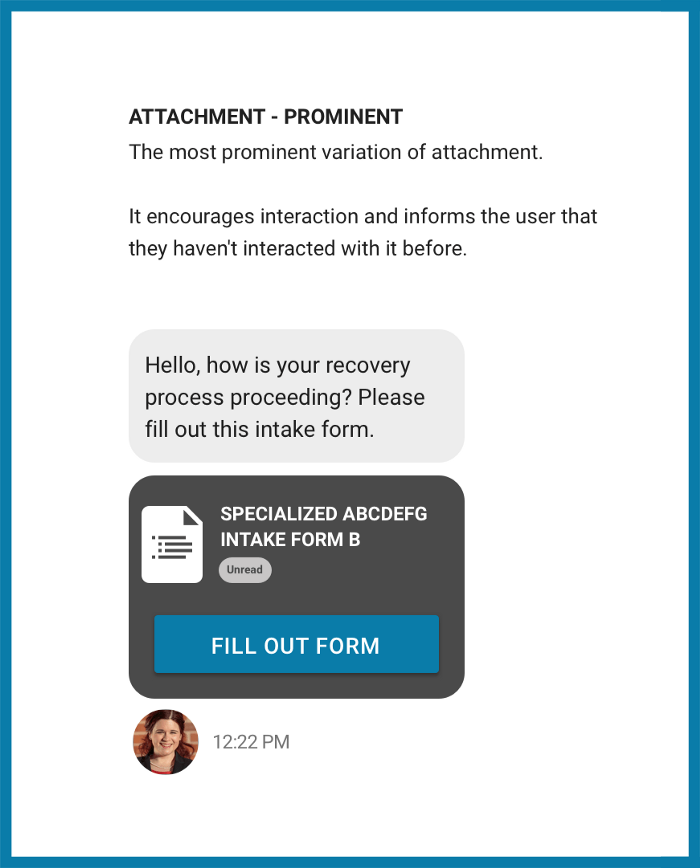 ATTACHMENT - PROMINENT
The most prominent variation of attachment.
It encourages interaction and informs the user that
they haven't interacted with it before.
Hello, how is your recovery
process proceeding? Please
fill out this intake form.
SPECIALIZED ABCDEFG
INTAKE FORM B
Unread
FILL OUT FORM
12:22 PM